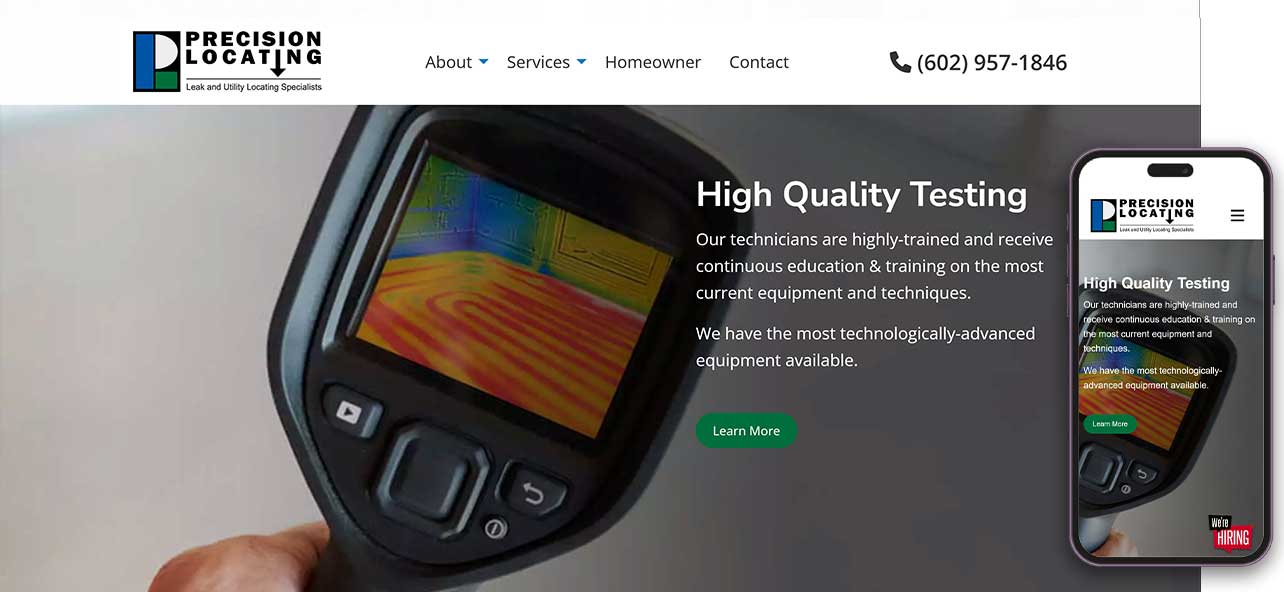 PRECISION
LOCATING
Leak and Utility Locating Specialists
About Services Homeowner Contact (602) 957-1846
High Quality Testing
Our technicians are highly-trained and receive
continuous education & training on the most
current equipment and techniques.
We have the most technologically-advanced
equipment available.
Learn More
PRECISION
LOCATING
Leak and Utility Locating Specialists
High Quality Testing
Our technicians are highly-trained and
receive continuous education & training on
the most current equipment and
techniques.
We have the most technologically-
advanced equipment available.
Learn More
We're
HIRING